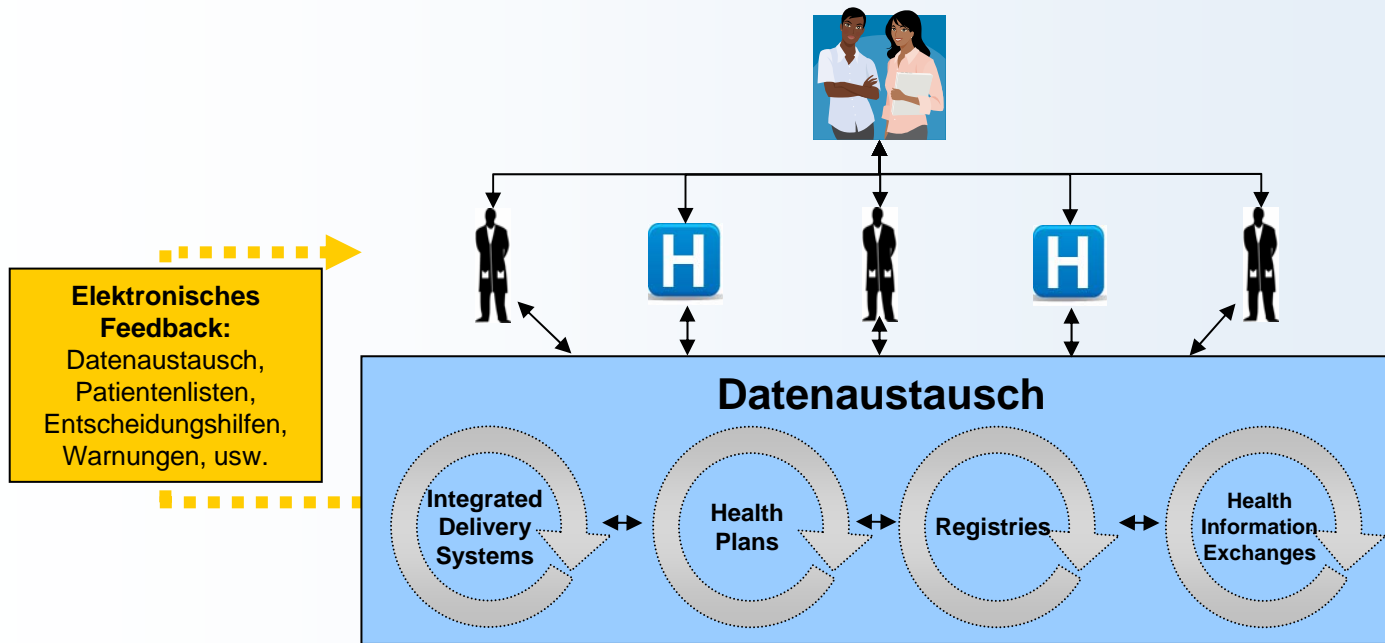 H
H
Elektronisches
Feedback:
Datenaustausch,
Patientenlisten,
Entscheidungshilfen,
Warnungen, usw.
Datenaustausch
Integrated
Delivery
Systems
Health
Plans
Registries
Health
Information
Exchanges